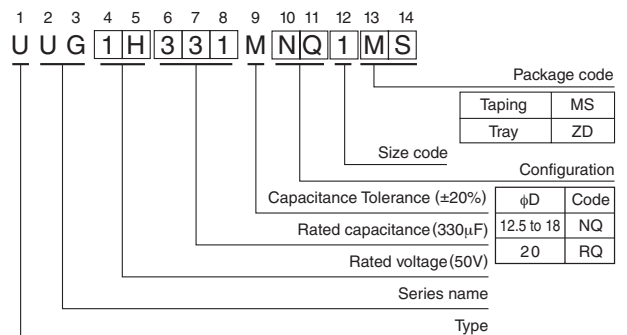 1 2 3 4 5 6 7 8 9 10 11 12 13 14
U U G 1 H 3 3 1 M N Q 1 M S
Package code
Taping MS
Tray ZD
Size code
Configuration
Capacitance Tolerance (±20%)
ϕD Code
Rated capacitance (330µF)
12.5 to 18 NQ
20 RQ
Rated voltage (50V)
Series name
Type